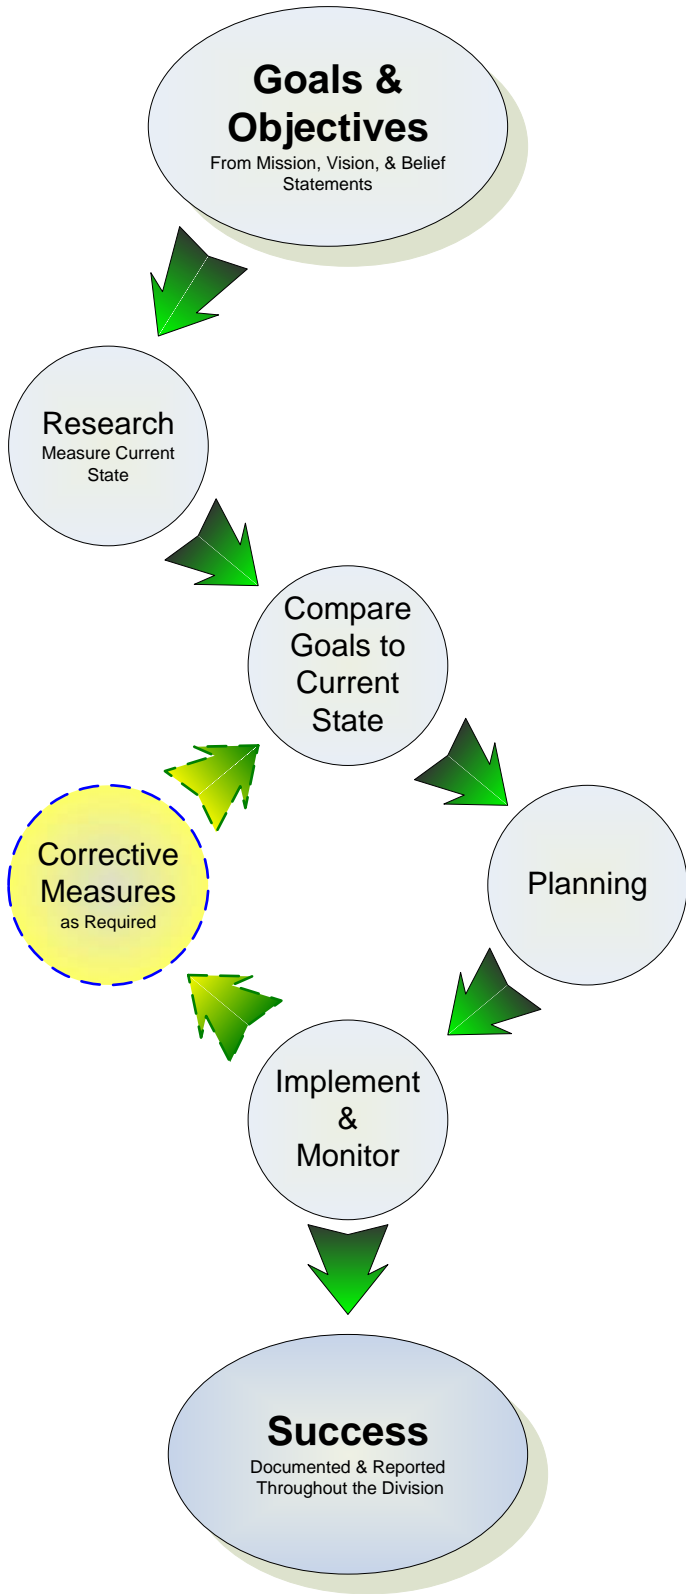 Goals &
Objectives
From Mission, Vision, & Belief
Statements
Research
Measure Current
State
Compare
Goals to
Current
State
Corrective
Measures
as Required
Planning
Implement
&
Monitor
Success
Documented & Reported
Throughout the Division